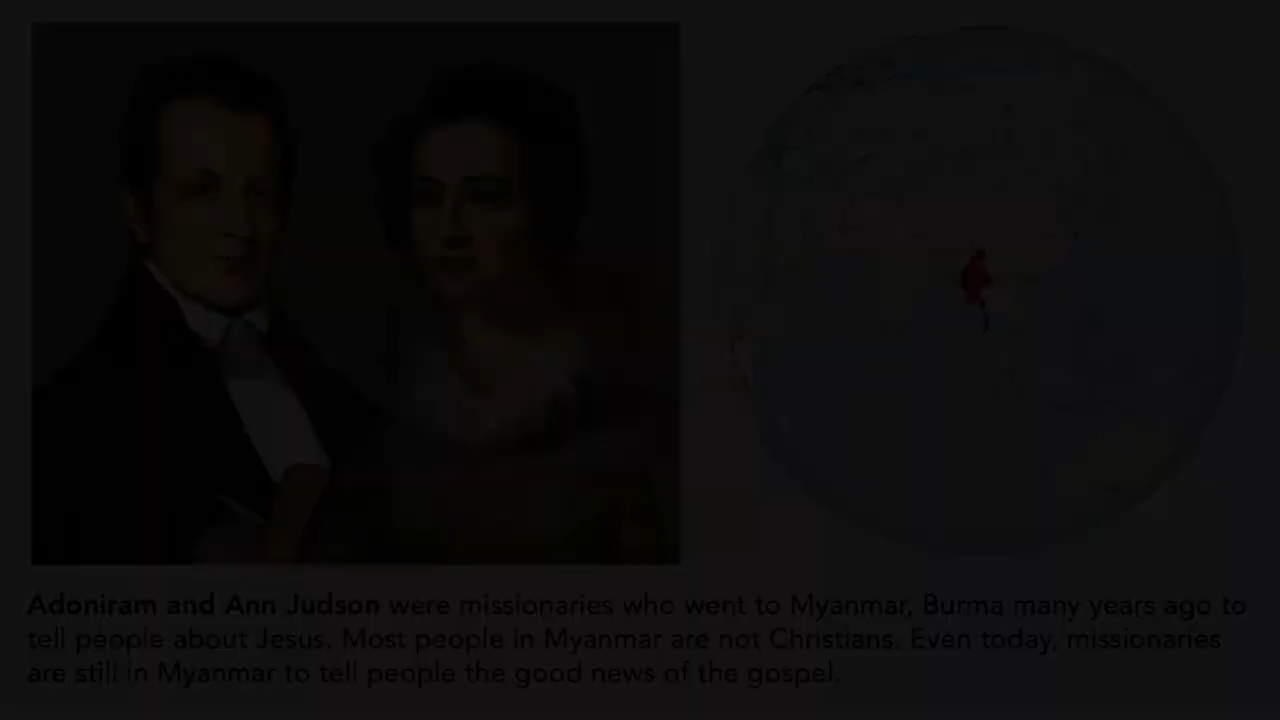 Adoniram and Ann Judson were missionaries who went to Myanmar, Burma many years ago to
tell people about Jesus. Most people in Myanmar are not Christians. Even today, missionaries
are still in Myanmar to tell people the good news of the gospel.